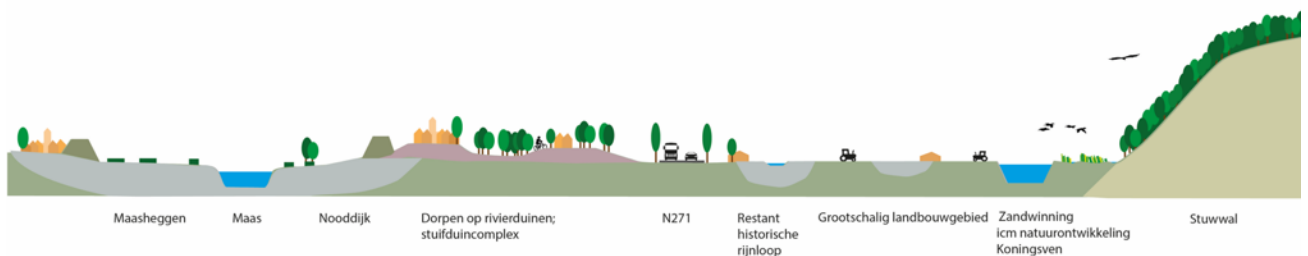 Maasheggen
Maas
Nooddijk
Dorpen op rivierduinen;
stuifduincomplex
N271
Restant
historische
rijnloop
Grootschalig landbouwgebied
Zandwinning
icm natuurontwikkeling
Koningsven
Stuwwal